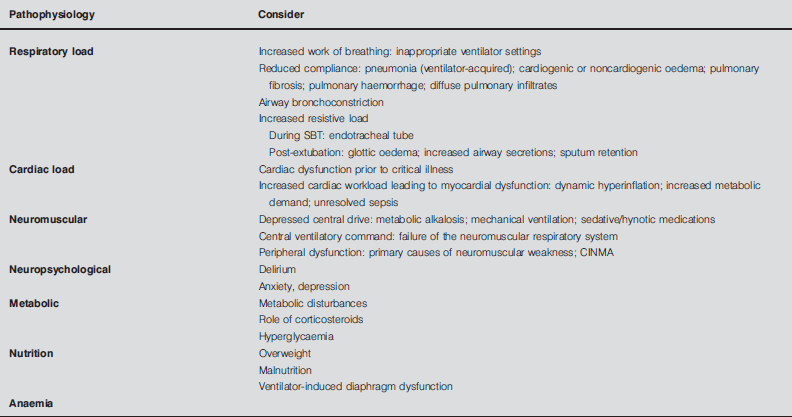 Pathophysiology Consider
Respiratory load Increased work of breathing: inappropriate ventilator settings
Reduced compliance: pneumonia (ventilator-acquired); cardiogenic or noncardiogenic oedema; pulmonary
fibrosis; pulmonary haemorrhage; diffuse pulmonary infiltrates
Airway bronchoconstriction
Increased resistive load
During SBT: endotracheal tube
Post-extubation: glottic oedema; increased airway secretions; sputum retention
Cardiac load Cardiac dysfunction prior to critical illness
Increased cardiac workload leading to myocardial dysfunction: dynamic hyperinflation; increased metabolic
demand; unresolved sepsis
Neuromuscular Depressed central drive: metabolic alkalosis; mechanical ventilation; sedative/hynotic medications
Central ventilatory command: failure of the neuromuscular respiratory system
Peripheral dysfunction: primary causes of neuromuscular weakness; CINMA
Neuropsychological Delirium
Anxiety, depression
Metabolic Metabolic disturbances
Role of corticosteroids
Hyperglycaemia
Nutrition Overweight
Malnutrition
Ventilator-induced diaphragm dysfunction
Anaemia